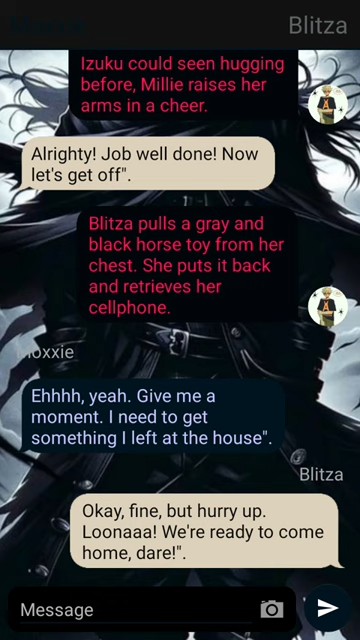 Blitza
Izuku could seen hugging
before, Millie raises her
arms in a cheer.
Alrighty! Job well done! Now
let's get off".
Blitza pulls a gray and
black horse toy from her
chest. She puts it back
and retrieves her
cellphone.
Moxxie
Ehhhh, yeah. Give me a
moment. I need to get
something I left at the house".
Blitza
Okay, fine, but hurry up.
Loonaaa! We're ready to come
home, dare!".
Message